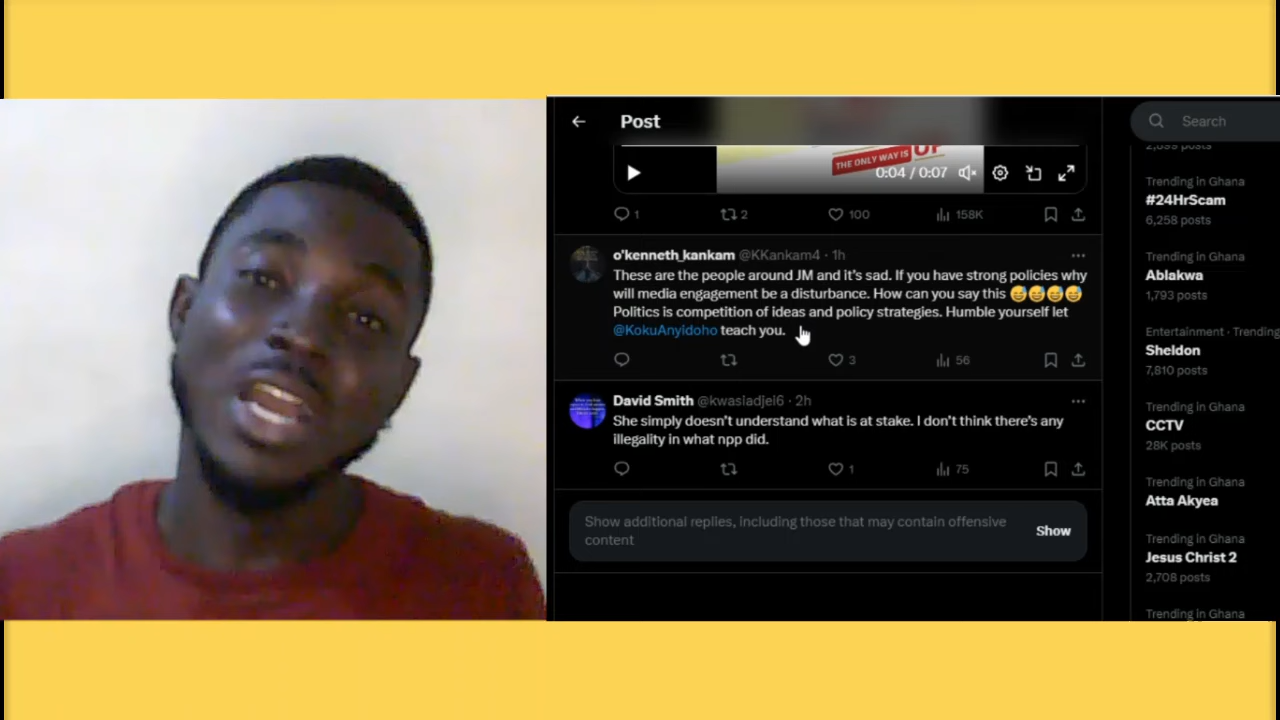 Post
Search
THE ONLY WAY IS UP
0:04 / 0:07
1
2
100
158K
o'kenneth_kankam @KKankam4 · 1h
These are the people around JM and it's sad. If you have strong policies why
will media engagement be a disturbance. How can you say this 😅😅😅😅
Politics is competition of ideas and policy strategies. Humble yourself let
@KokuAnyidoho teach you.
3
56
David Smith @kwasiadjei6 · 2h
She simply doesn't understand what is at stake. I don't think there's any
illegality in what npp did.
1
75
Show additional replies, including those that may contain offensive
content
Show
2,899 posts
Trending in Ghana
#24HrScam
6,258 posts
Trending in Ghana
Ablakwa
1,793 posts
Entertainment · Trending
Sheldon
7,810 posts
Trending in Ghana
CCTV
28K posts
Trending in Ghana
Atta Akyea
Trending in Ghana
Jesus Christ 2
2,708 posts
Trending in Ghana